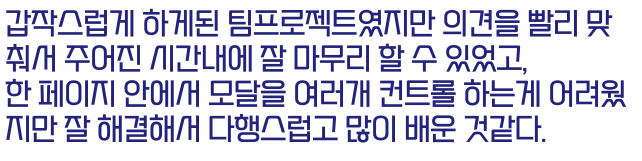 갑작스럽게 하게된 팀프로젝트였지만 의견을 빨리 맞
춰서 주어진 시간내에 잘 마무리 할 수 있었고,
한 페이지 안에서 모달을 여러개 컨트롤 하는게 어려웠
지만 잘 해결해서 다행스럽고 많이 배운 것같다.